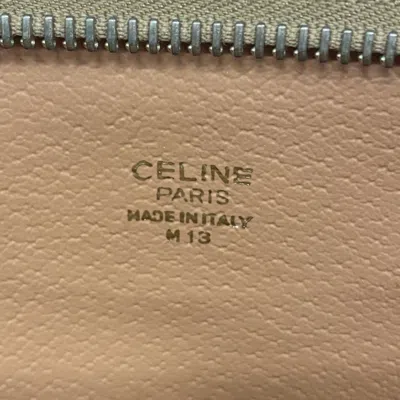 CELINE
PARIS
MADE IN ITALY
M 13